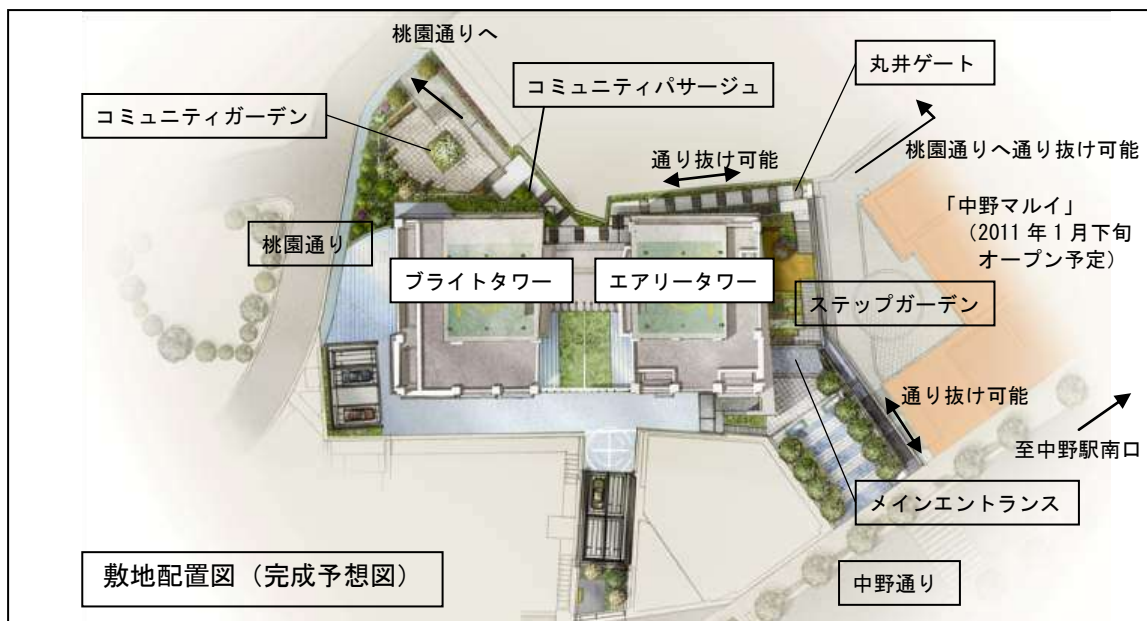 桃園通りへ
丸井ゲート
コミュニティパサージュ
コミュニティガーデン
通り抜け可能
桃園通りへ通り抜け可能
「中野マルイ」
（2011年1月下旬
オープン予定）
桃園通り
ブライトタワー
エアリータワー
ステップガーデン
通り抜け可能
至中野駅南口
メインエントランス
敷地配置図（完成予想図）
中野通り